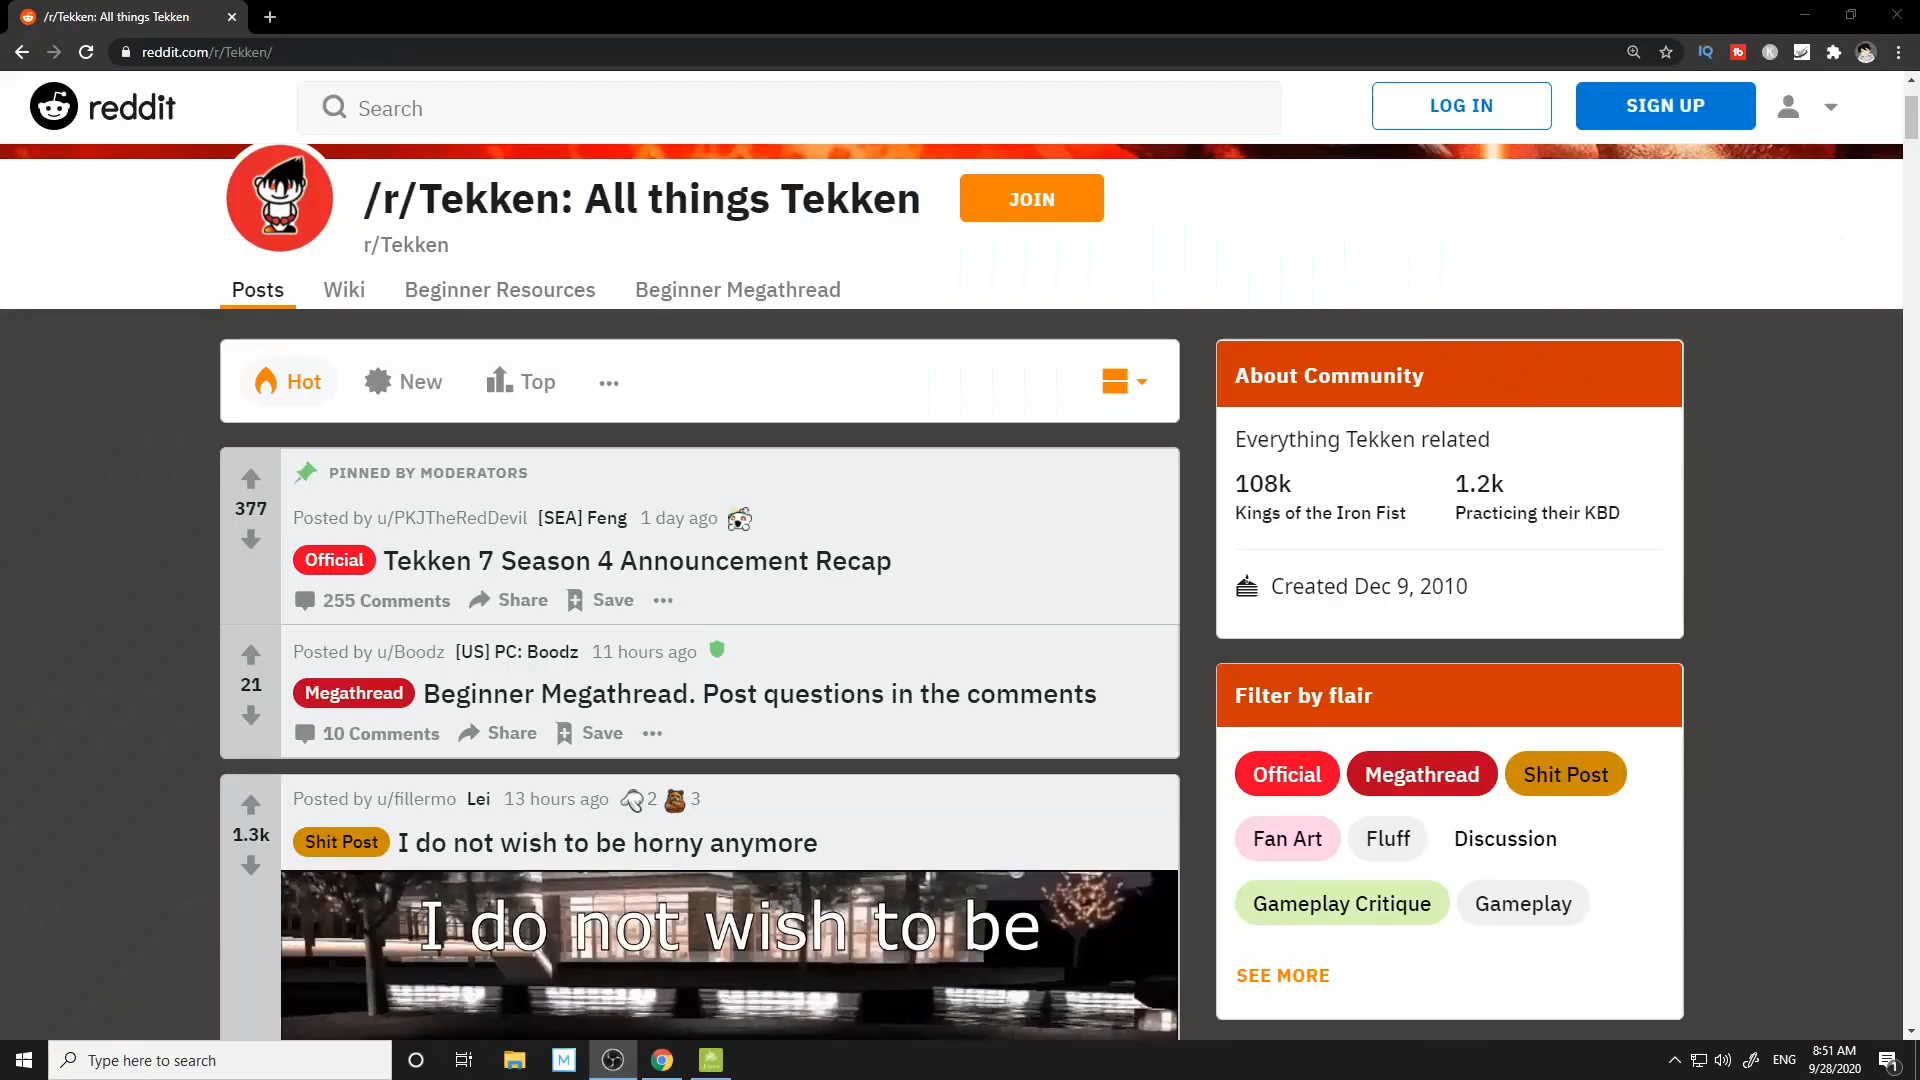 /r/Tekken: All things Tekken
reddit.com/r/Tekken/
reddit
Search
LOG IN
SIGN UP
/r/Tekken: All things Tekken
JOIN
r/Tekken
Posts Wiki Beginner Resources Beginner Megathread
Hot New Top
PINNED BY MODERATORS
377
Posted by u/PKJTheRedDevil [SEA] Feng 1 day ago
Official Tekken 7 Season 4 Announcement Recap
255 Comments Share Save
Posted by u/Boodz [US] PC: Boodz 11 hours ago
21
Megathread Beginner Megathread. Post questions in the comments
10 Comments Share Save
Posted by u/fillermo Lei 13 hours ago 2 3
1.3k
Shit Post I do not wish to be horny anymore
I do not wish to be
About Community
Everything Tekken related
108k 1.2k
Kings of the Iron Fist Practicing their KBD
Created Dec 9, 2010
Filter by flair
Official Megathread Shit Post
Fan Art Fluff Discussion
Gameplay Critique Gameplay
SEE MORE
Type here to search
M
ENG
8:51 AM
9/28/2020
1